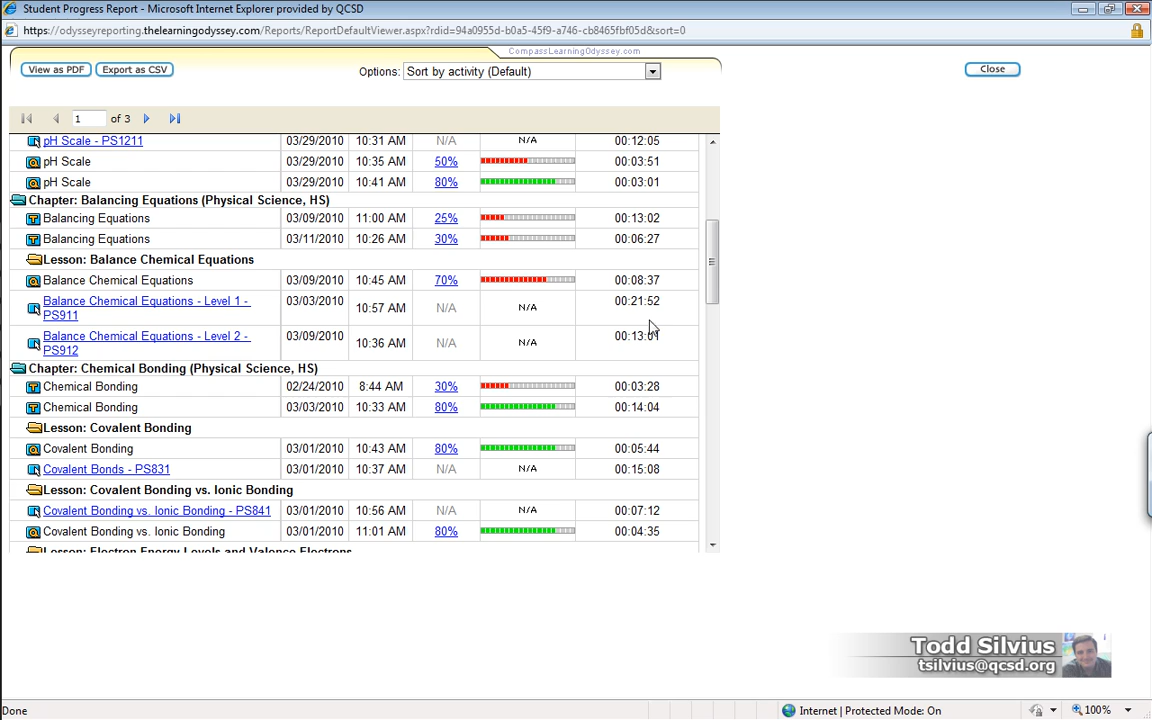 Student Progress Report - Microsoft Internet Explorer provided by QCSD
https://odysseyreporting.thelearningodyssey.com/Reports/ReportDefaultViewer.aspx?rdid=94a0955d-b0a5-45f9-a746-cb8465fbf05d&sort=0
CompassLearningOdyssey.com
View as PDF Export as CSV Options: Sort by activity (Default) Close
1 of 3
pH Scale - PS1211 03/29/2010 10:31 AM N/A N/A 00:12:05
pH Scale 03/29/2010 10:35 AM 50% 00:03:51
pH Scale 03/29/2010 10:41 AM 80% 00:03:01
Chapter: Balancing Equations (Physical Science, HS)
T Balancing Equations 03/09/2010 11:00 AM 25% 00:13:02
T Balancing Equations 03/11/2010 10:26 AM 30% 00:06:27
Lesson: Balance Chemical Equations
Balance Chemical Equations 03/09/2010 10:45 AM 70% 00:08:37
Balance Chemical Equations - Level 1 - 03/03/2010 10:57 AM N/A N/A 00:21:52
PS911
Balance Chemical Equations - Level 2 - 03/09/2010 10:36 AM N/A N/A
PS912
Chapter: Chemical Bonding (Physical Science, HS)
T Chemical Bonding 02/24/2010 8:44 AM 30% 00:03:28
T Chemical Bonding 03/03/2010 10:33 AM 80% 00:14:04
Lesson: Covalent Bonding
Covalent Bonding 03/01/2010 10:43 AM 80% 00:05:44
Covalent Bonds - PS831 03/01/2010 10:37 AM N/A N/A 00:15:08
Lesson: Covalent Bonding vs. Ionic Bonding
Covalent Bonding vs. Ionic Bonding - PS841 03/01/2010 10:56 AM N/A N/A 00:07:12
Covalent Bonding vs. Ionic Bonding 03/01/2010 11:01 AM 80% 00:04:35
Lesson: Electron Energy Levels and Valence Electrons
Todd Silvius
tsilvius@qcsd.org
Done Internet | Protected Mode: On 100%